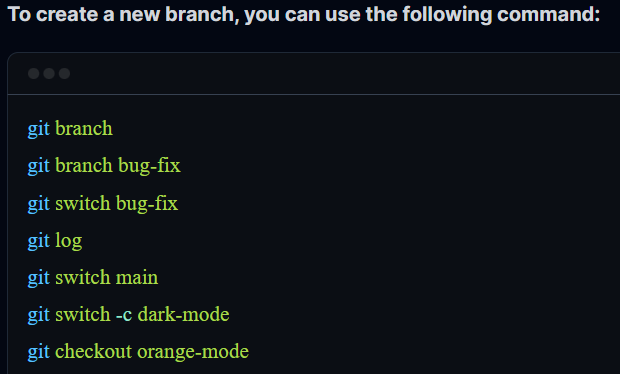 To create a new branch, you can use the following command:
git branch
git branch bug-fix
git switch bug-fix
git log
git switch main
git switch -c dark-mode
git checkout orange-mode